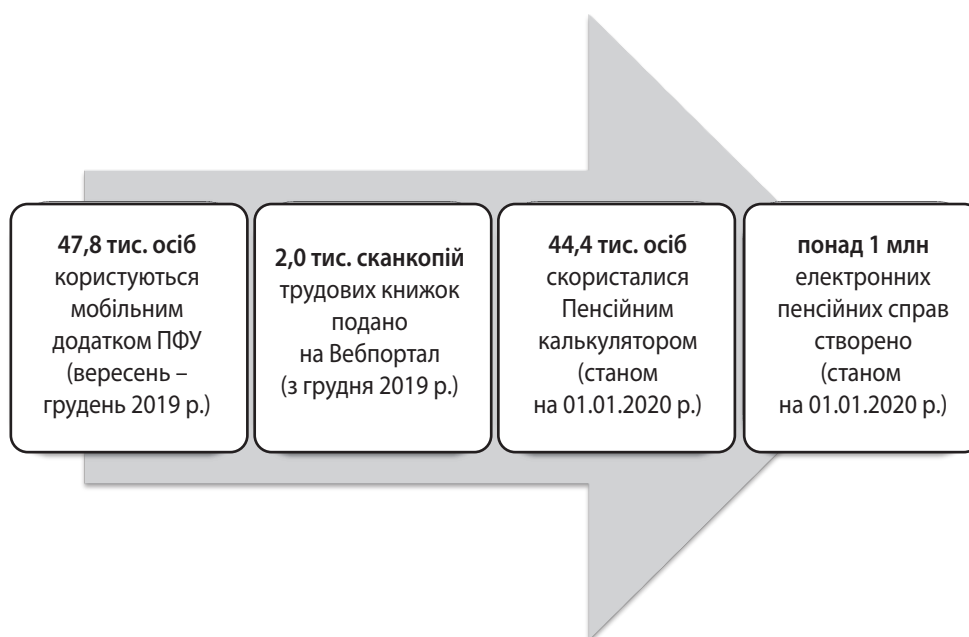 47,8 тис. осіб
користуються
мобільним
додатком ПФУ
(вересень –
грудень 2019 р.)
2,0 тис. сканкопій
трудових книжок
подано
на Вебпортал
(з грудня 2019 р.)
44,4 тис. осіб
скористалися
Пенсійним
калькулятором
(станом
на 01.01.2020 р.)
понад 1 млн
електронних
пенсійних справ
створено
(станом
на 01.01.2020 р.)